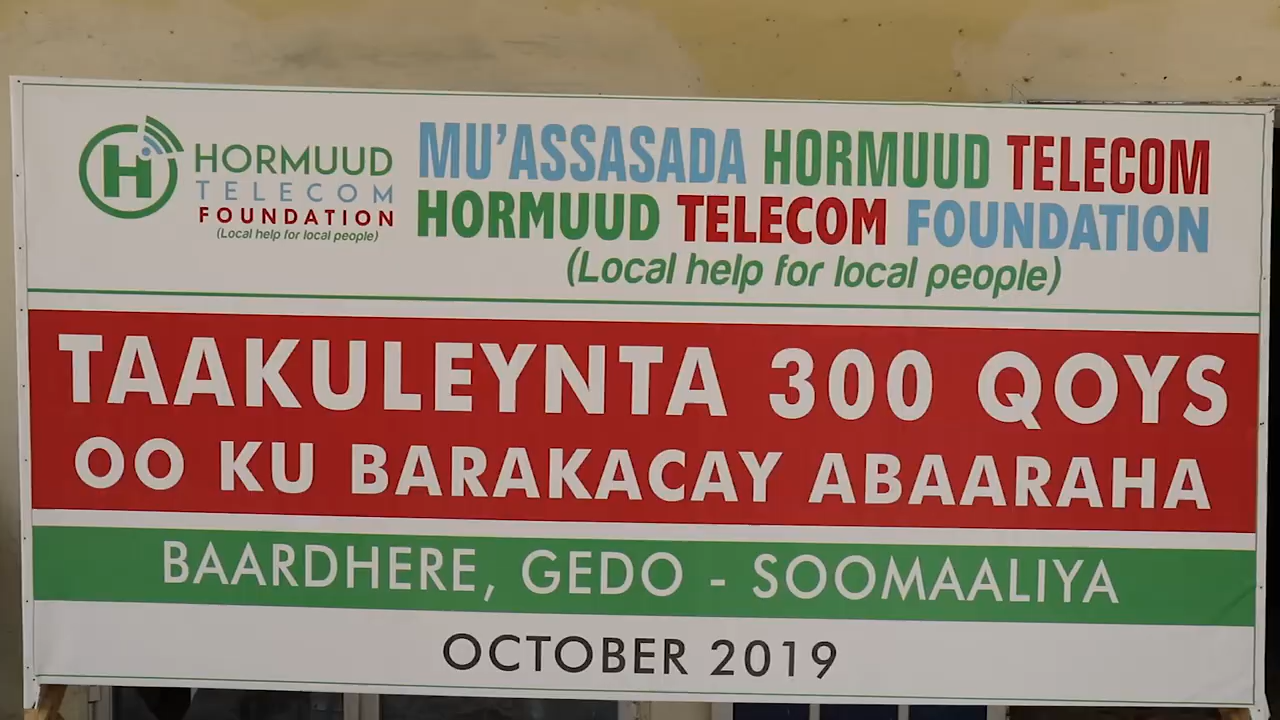 HORMUUD
TELECOM
FOUNDATION
(Local help for local people)
MU'ASSASADA HORMUUD TELECOM
HORMUUD TELECOM FOUNDATION
(Local help for local people)
TAAKULEYNTA 300 QOYS
OO KU BARAKACAY ABAARAHA
BAARDHERE, GEDO - SOOMAALIYA
OCTOBER 2019